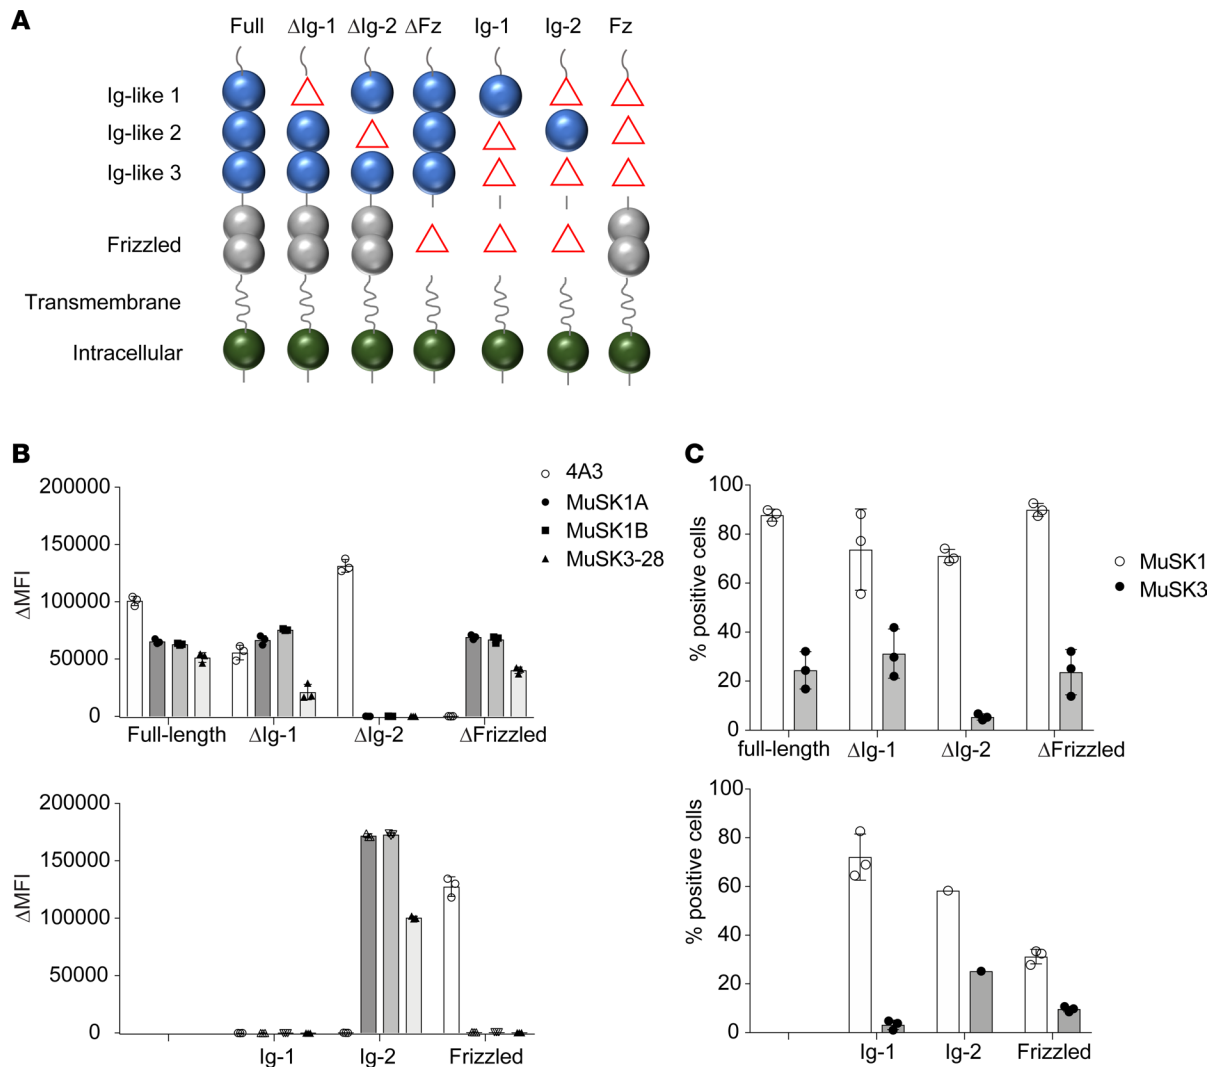 A
Full ΔIg-1 ΔIg-2 ΔFz Ig-1 Ig-2 Fz
Ig-like 1
Ig-like 2
Ig-like 3
Frizzled
Transmembrane
Intracellular
B
ΔMFI
200000
150000
100000
50000
0
Full-length ΔIg-1 ΔIg-2 ΔFrizzled
4A3
MuSK1A
MuSK1B
MuSK3-28
ΔMFI
200000
150000
100000
50000
0
Ig-1 Ig-2 Frizzled
C
% positive cells
100
80
60
40
20
0
full-length ΔIg-1 ΔIg-2 ΔFrizzled
MuSK1
MuSK3
% positive cells
100
80
60
40
20
0
Ig-1 Ig-2 Frizzled